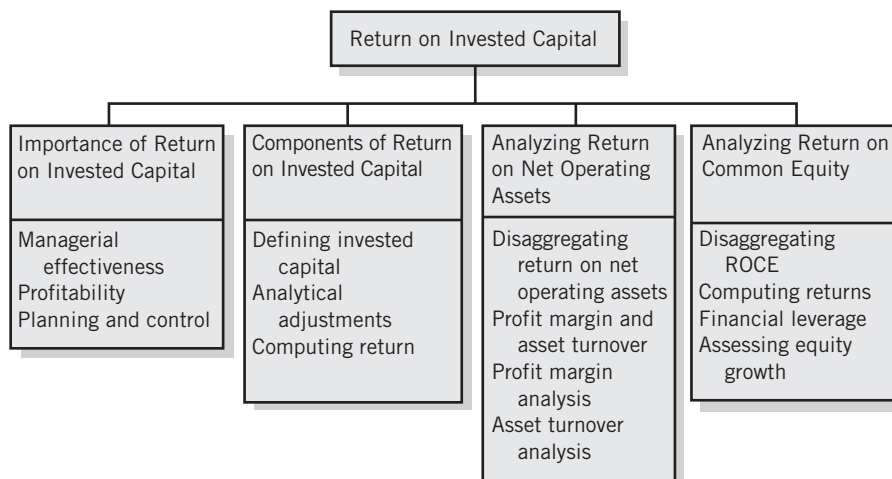 Return on Invested Capital
Importance of Return
on Invested Capital
Managerial
effectiveness
Profitability
Planning and control
Components of Return
on Invested Capital
Defining invested
capital
Analytical
adjustments
Computing return
Analyzing Return
on Net Operating
Assets
Disaggregating
return on net
operating assets
Profit margin and
asset turnover
Profit margin
analysis
Asset turnover
analysis
Analyzing Return on
Common Equity
Disaggregating
ROCE
Computing returns
Financial leverage
Assessing equity
growth